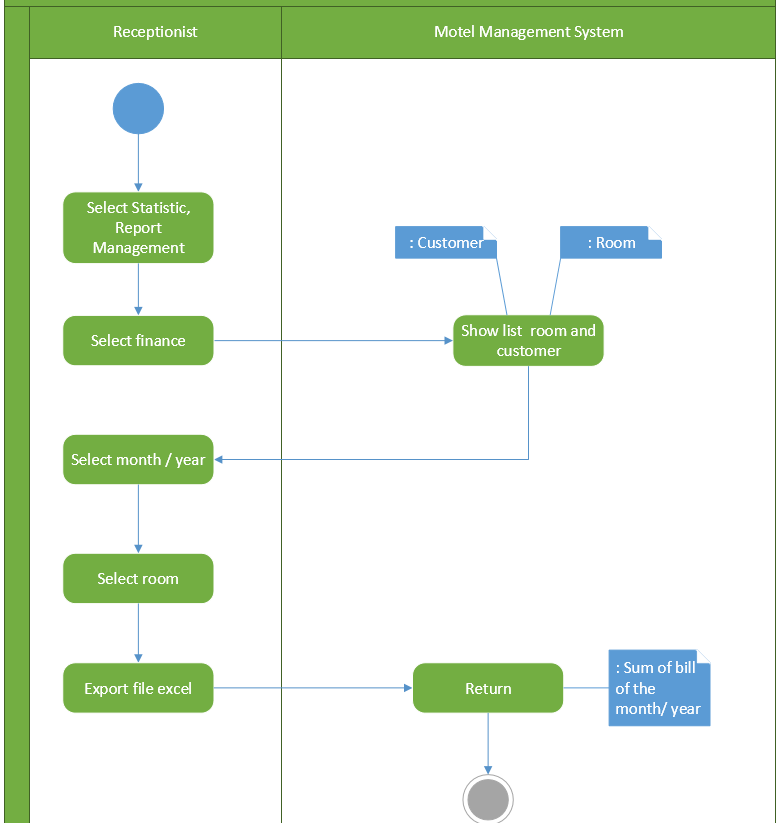 Receptionist
Motel Management System
Select Statistic,
Report
Management
: Customer
: Room
Select finance
Show list room and
customer
Select month / year
Select room
Export file excel
Return
: Sum of bill
of the
month/ year